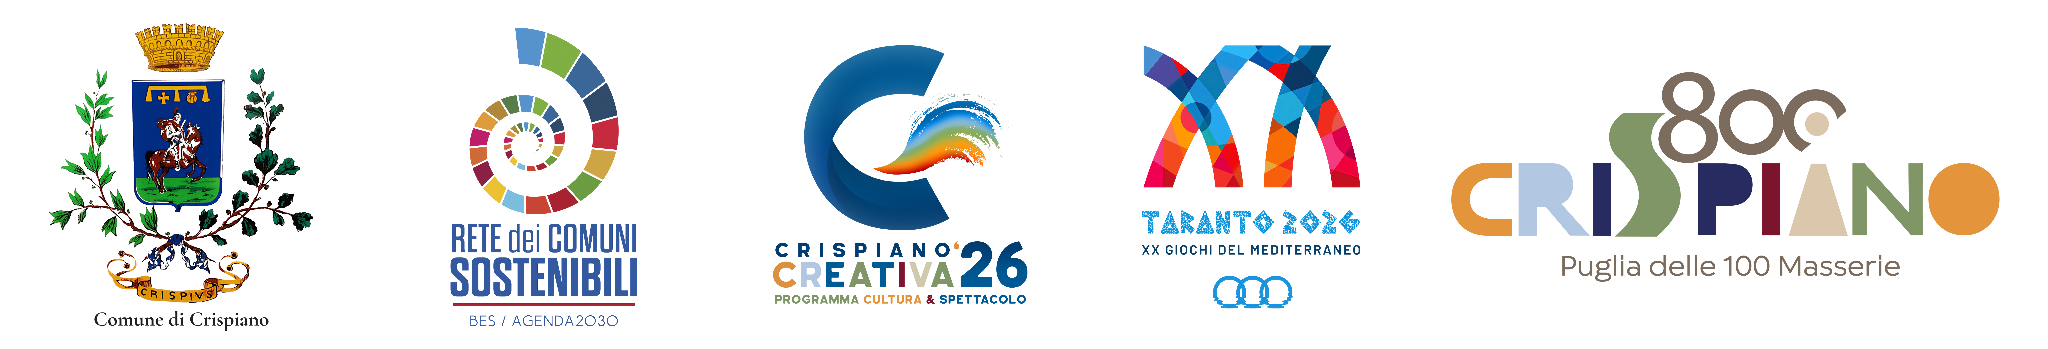 CRISPIVS
Comune di Crispiano
RETE dei COMUNI
SOSTENIBILI
BES / AGENDA2030
CRISPIANO '26
CREATIVA
PROGRAMMA CULTURA & SPETTACOLO
TARANTO 2026
XX GIOCHI DEL MEDITERRANEO
800
CRISPIANO
Puglia delle 100 Masserie